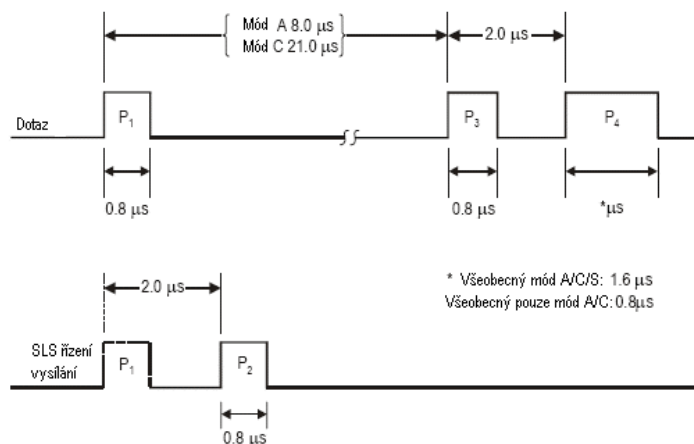 Mód A 8.0 µs
Mód C 21.0 µs
2.0 µs
Dotaz
P₁
P₃
P₄
0.8 µs
0.8 µs
*µs
* Všeobecný mód A/C/S: 1.6 µs
Všeobecný pouze mód A/C: 0.8µs
2.0 µs
SLS řízení
vysílání
P₁
P₂
0.8 µs